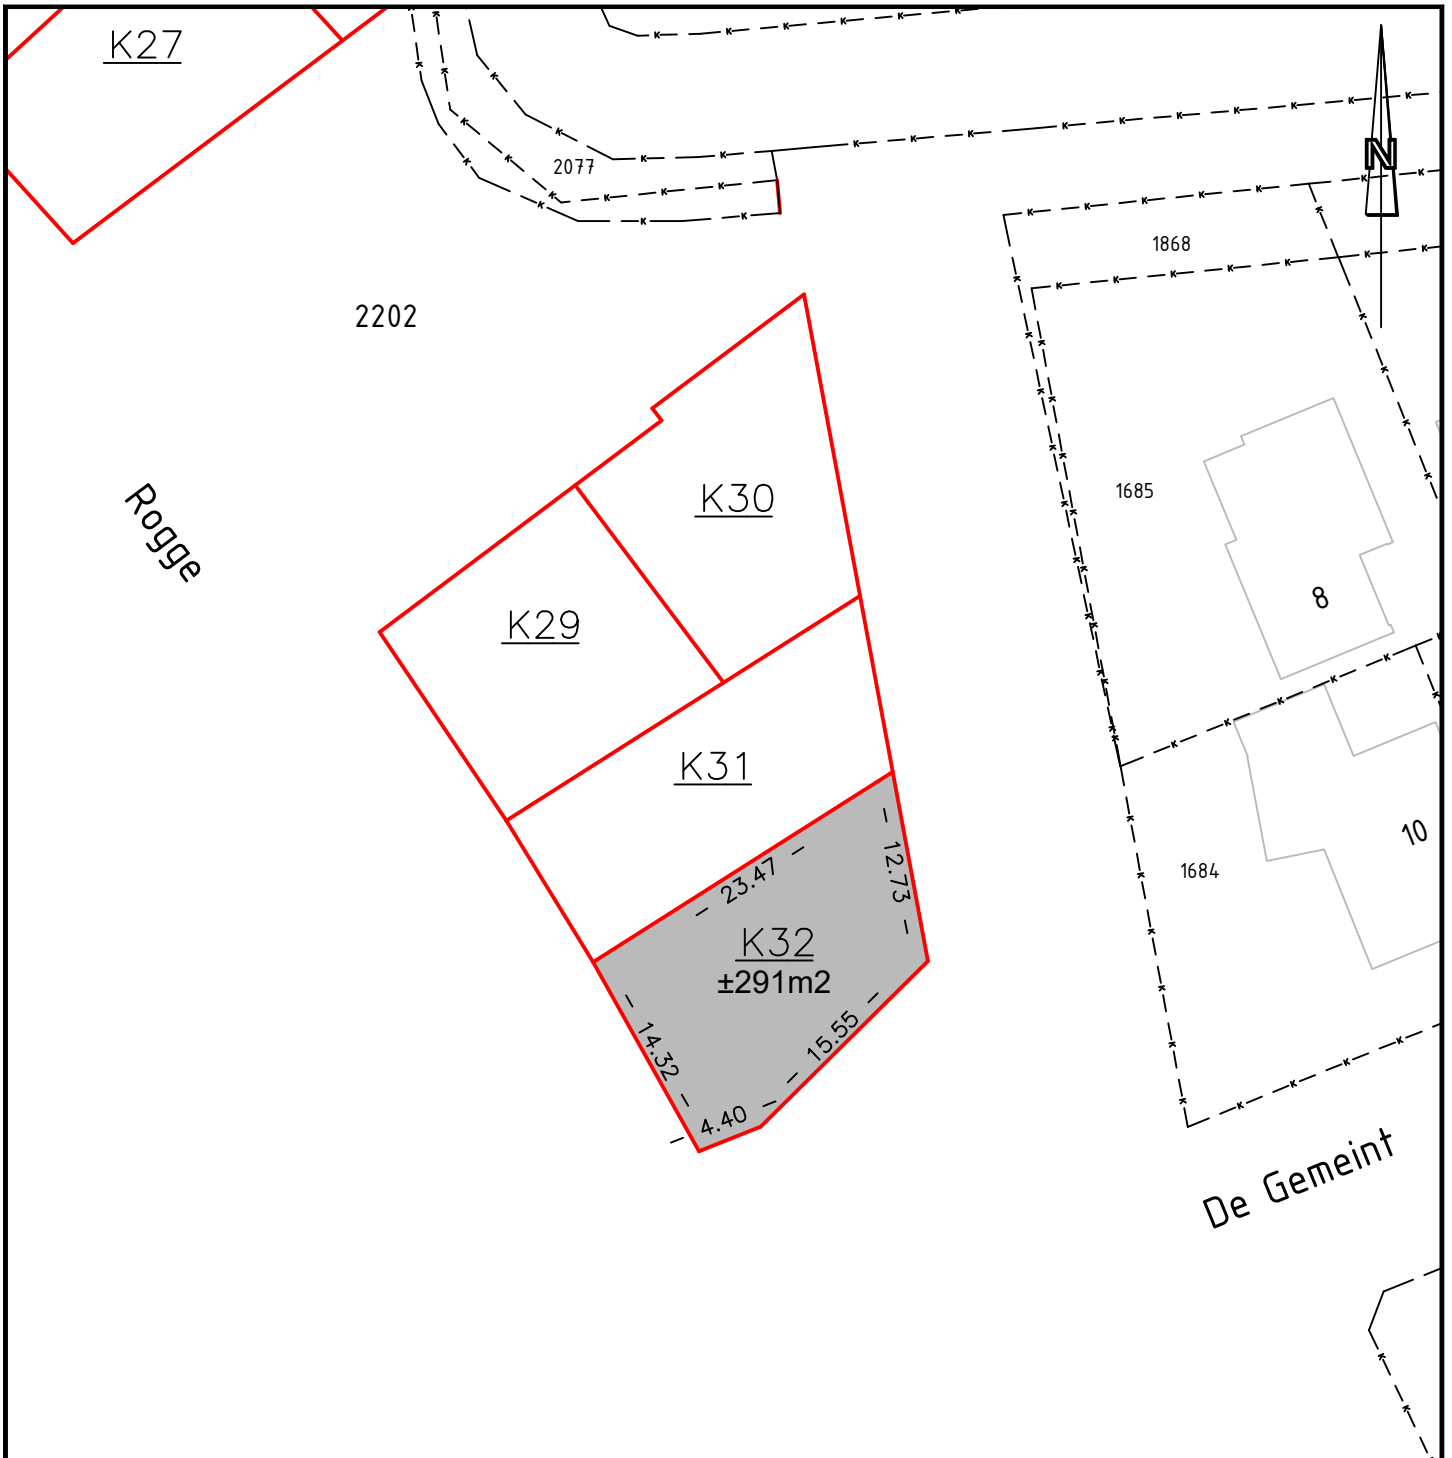 K27
N
2077
1868
2202
1685
Rogge
K30
8
K29
K31
10
23.47
12.73
1684
K32
±291m2
14.32
15.55
4.40
De Gemeint